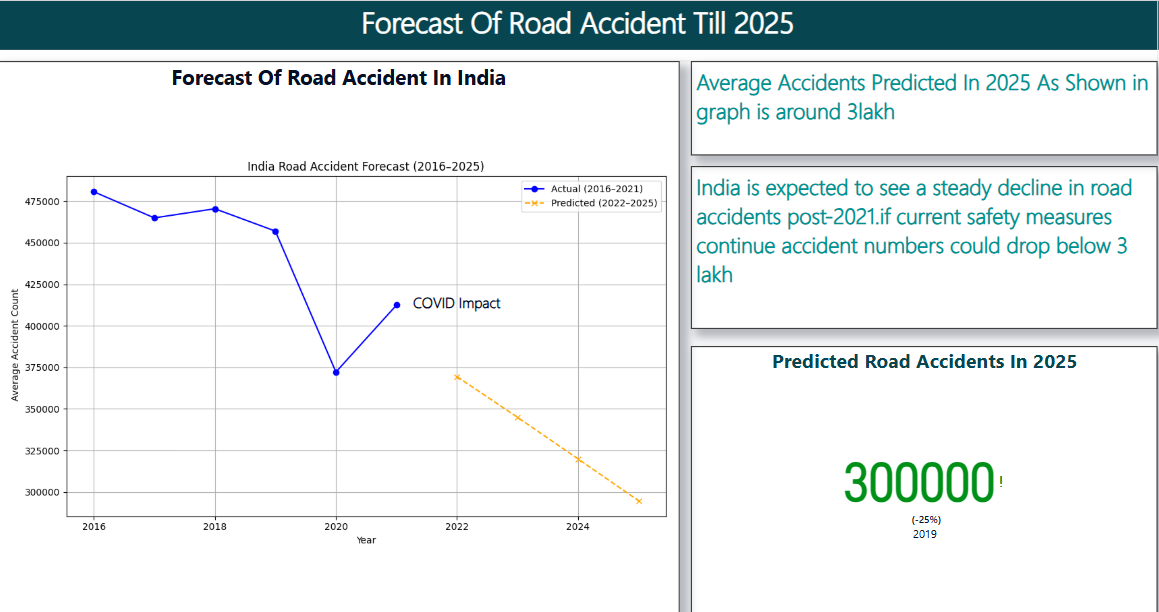 Forecast Of Road Accident Till 2025
Forecast Of Road Accident In India
India Road Accident Forecast (2016–2025)
Actual (2016–2021)
Predicted (2022–2025)
475000
450000
425000
400000
375000
350000
325000
300000
Average Accident Count
COVID Impact
2016
2018
2020
2022
2024
Year
Average Accidents Predicted In 2025 As Shown in
graph is around 3lakh
India is expected to see a steady decline in road
accidents post-2021.if current safety measures
continue accident numbers could drop below 3
lakh
Predicted Road Accidents In 2025
300000!
(-25%)
2019